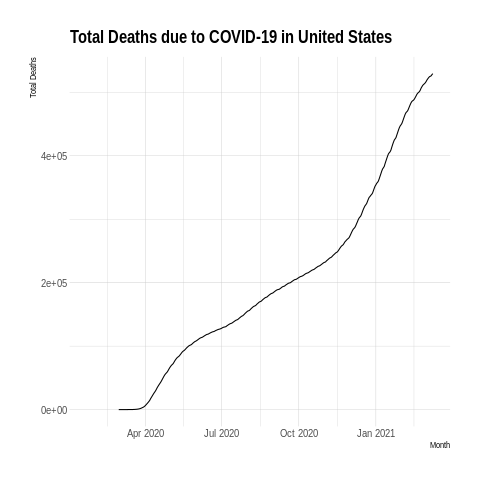 Total Deaths due to COVID-19 in United States
Total Deaths
4e+05
2e+05
0e+00
Apr 2020 Jul 2020 Oct 2020 Jan 2021
Month